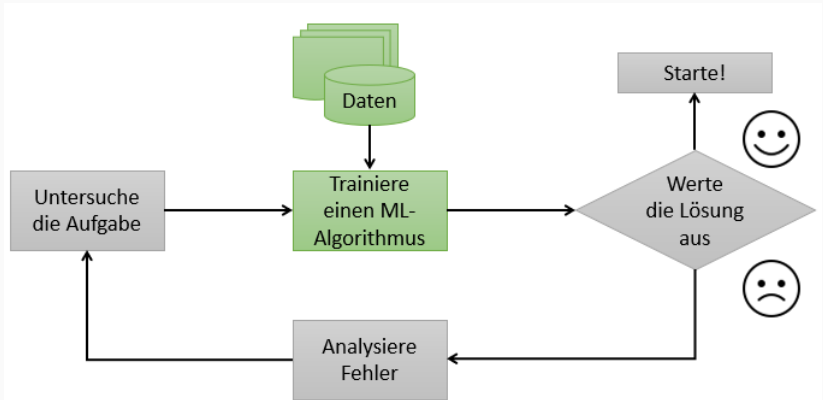 Daten
Starte!
Untersuche
die Aufgabe
Trainiere
einen ML-
Algorithmus
Werte
die Lösung
aus
Analysiere
Fehler